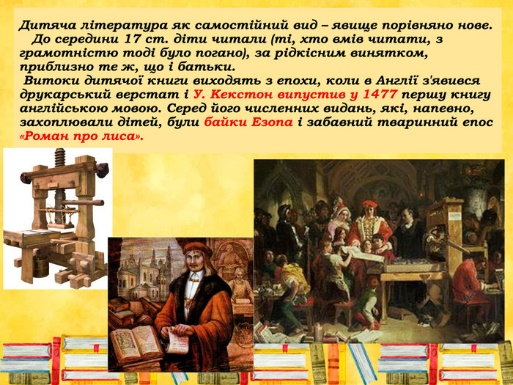 Дитяча література як самостійний вид – явище порівняно нове.
До середини 17 ст. діти читали (ті, хто вмів читати, з
грамотністю тоді було погано), за рідкісним винятком,
приблизно те ж, що і батьки.
Витоки дитячої книги виходять з епохи, коли в Англії з'явився
друкарський верстат і У. Кекстон випустив у 1477 першу книгу
англійською мовою. Серед його численних видань, які, напевно,
захоплювали дітей, були байки Езопа і забавний тваринний епос
«Роман про лиса».